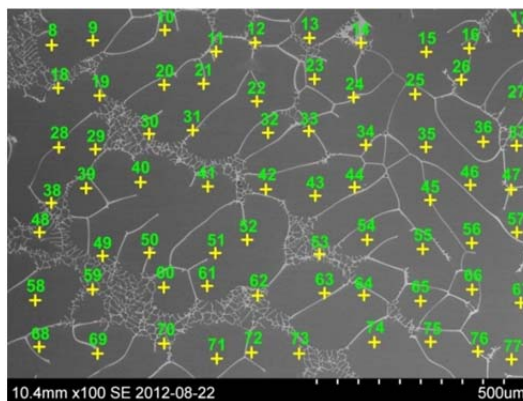 10
8 9 11 12 13 14 15 16 1
18 19 20 21 22 23 24 25 26 27
28 29 30 31 32 33 34 35 36
38 39 40 41 42 43 44 45 46 47
48 49 50 51 52 53 54 55 56 57
58 59 60 61 62 63 64 65 66 6
68 69 70 71 72 73 74 75 76 77
10.4mm x100 SE 2012-08-22 500um